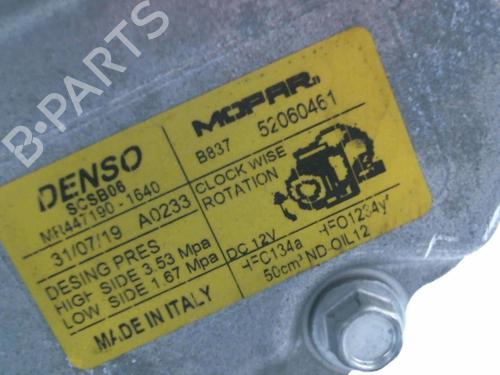 B-PARTS
DENSO
SCSB06
MR447190-1640
31/07/19 A0233
DESING PRES
HIGH SIDE 3.53 Mpa
LOW SIDE 1.67 Mpa
MADE IN ITALY
MOPAR
B837 52060461
CLOCK WISE
ROTATION
DC 12V
HFC134a HFO1234yf
50cm³ ND-OIL12